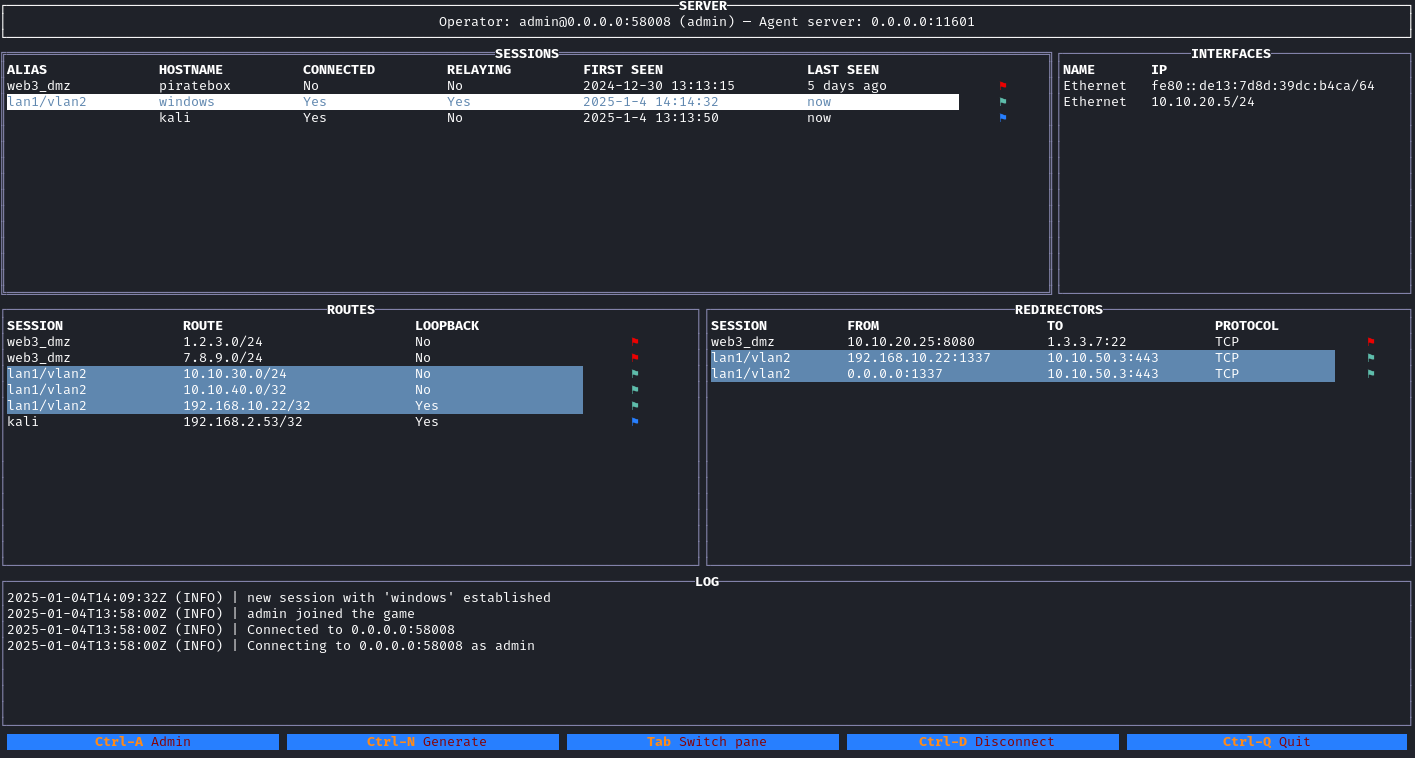 SERVER
Operator: admin@0.0.0.0:58008 (admin) — Agent server: 0.0.0.0:11601
SESSIONS
ALIAS HOSTNAME CONNECTED RELAYING FIRST SEEN LAST SEEN
web3_dmz piratebox No No 2024-12-30 13:13:15 5 days ago
lan1/vlan2 windows Yes Yes 2025-1-4 14:14:32 now
kali Yes No 2025-1-4 13:13:50 now
INTERFACES
NAME IP
Ethernet fe80::de13:7d8d:39dc:b4ca/64
Ethernet 10.10.20.5/24
ROUTES
SESSION ROUTE LOOPBACK
web3_dmz 1.2.3.0/24 No
web3_dmz 7.8.9.0/24 No
lan1/vlan2 10.10.30.0/24 No
lan1/vlan2 10.10.40.0/32 No
lan1/vlan2 192.168.10.22/32 Yes
kali 192.168.2.53/32 Yes
REDIRECTORS
SESSION FROM TO PROTOCOL
web3_dmz 10.10.20.25:8080 1.3.3.7:22 TCP
lan1/vlan2 192.168.10.22:1337 10.10.50.3:443 TCP
lan1/vlan2 0.0.0.0:1337 10.10.50.3:443 TCP
LOG
2025-01-04T14:09:32Z (INFO) | new session with 'windows' established
2025-01-04T13:58:00Z (INFO) | admin joined the game
2025-01-04T13:58:00Z (INFO) | Connected to 0.0.0.0:58008
2025-01-04T13:58:00Z (INFO) | Connecting to 0.0.0.0:58008 as admin
Ctrl-A Admin Ctrl-N Generate Tab Switch pane Ctrl-D Disconnect Ctrl-Q Quit